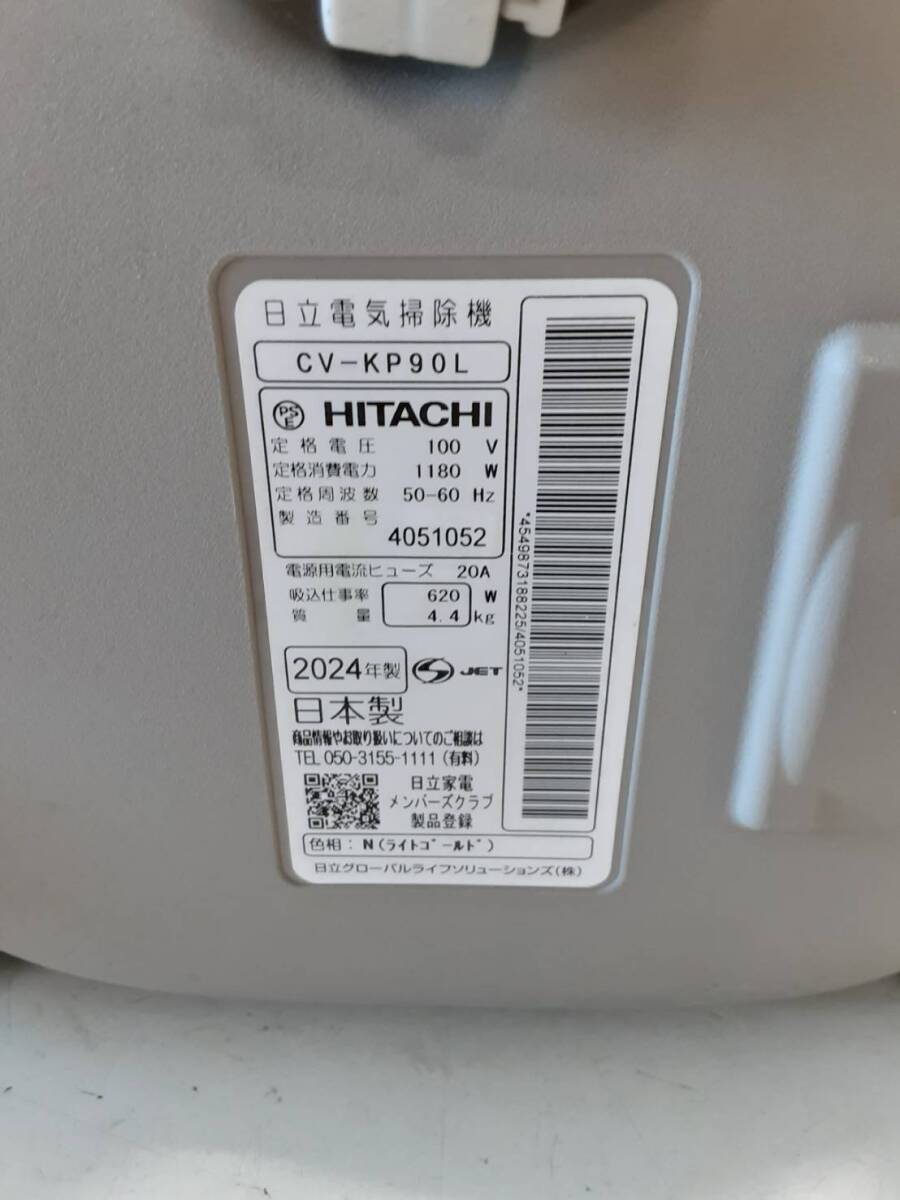 日立電気掃除機
CV-KP90L
PSE HITACHI
定格電圧 100 V
定格消費電力 1180 W
定格周波数 50-60 Hz
製造番号
4051052
電源用電流ヒューズ 20A
吸込仕事率 620 W
質量 4.4 kg
2024年製 JET
日本製
商品情報やお取り扱いについてのご相談は
TEL 050-3155-1111 (有料)
日立家電
メンバーズクラブ
製品登録
色相：N(ライトゴールド)
日立グローバルライフソリューションズ(株)
*4549873188225/4051052*